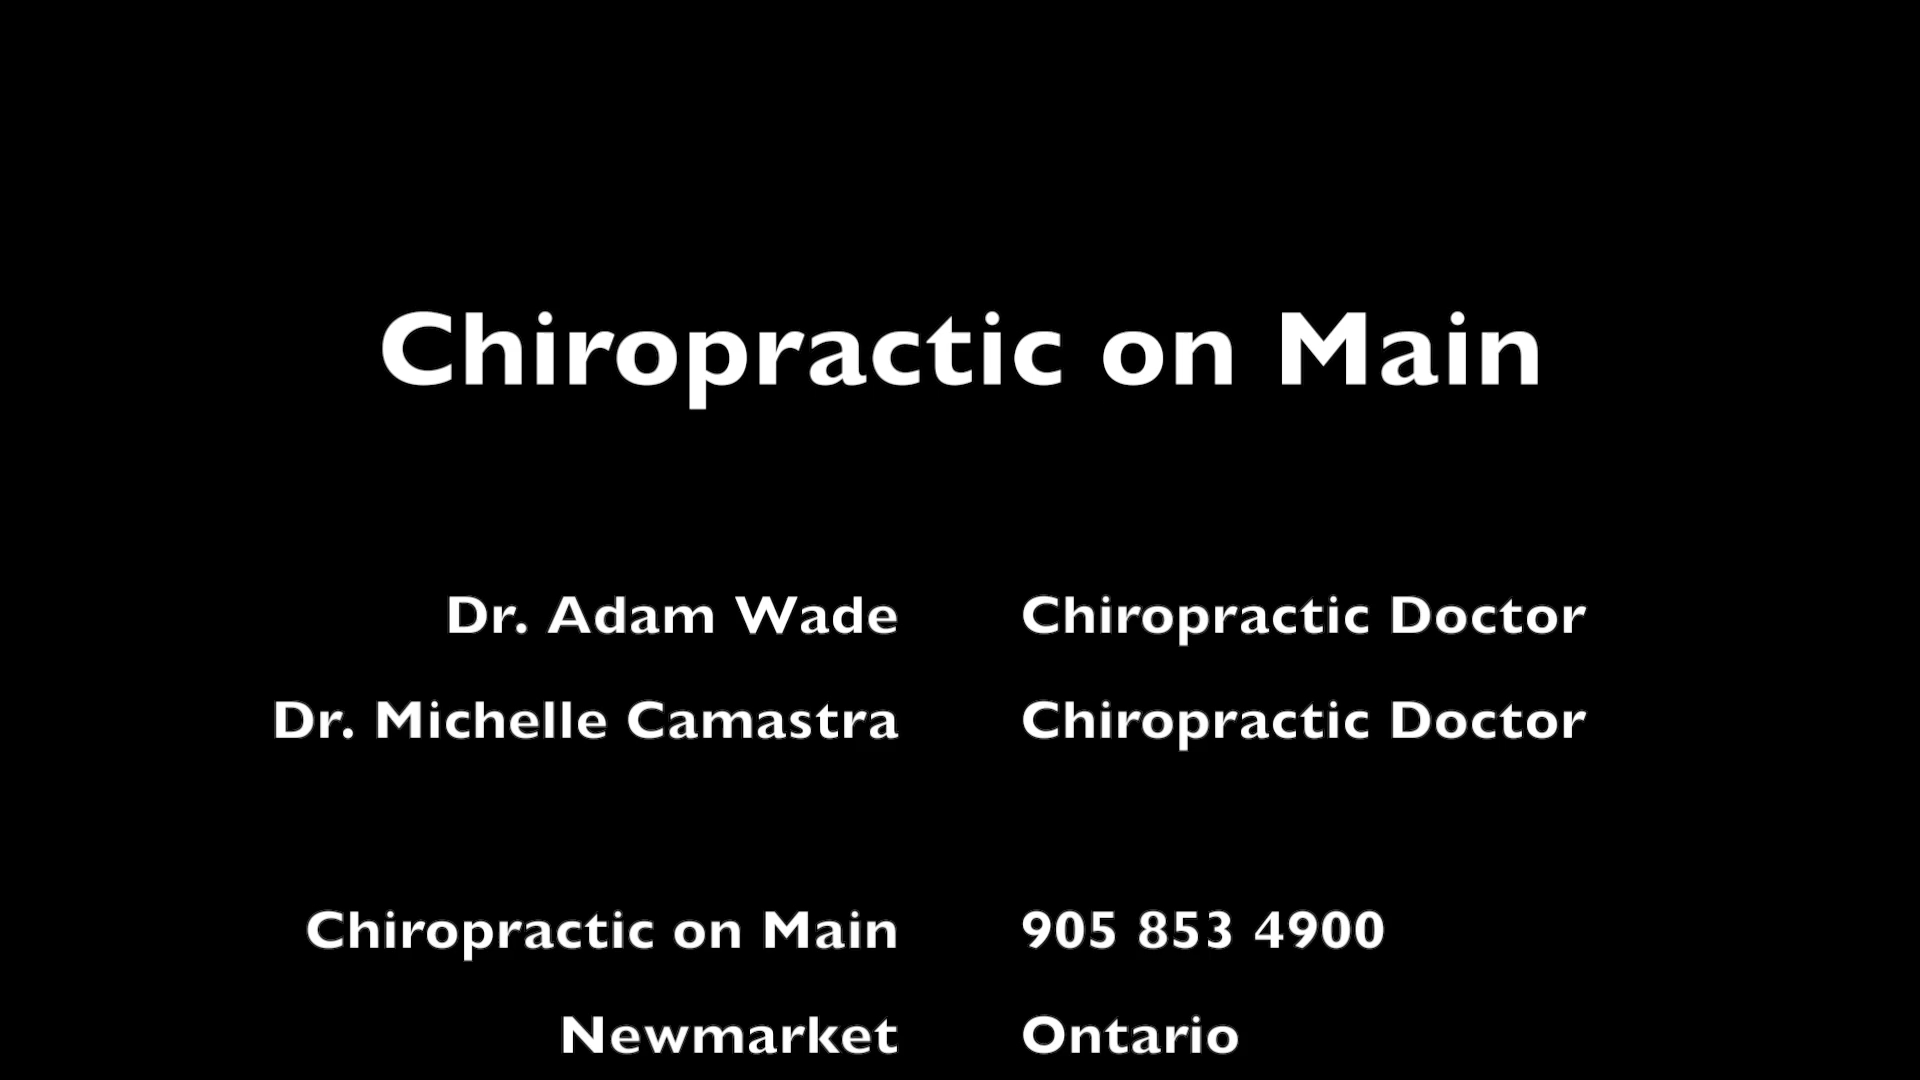 Chiropractic on Main
Dr. Adam Wade Chiropractic Doctor
Dr. Michelle Camastra Chiropractic Doctor
Chiropractic on Main 905 853 4900
Newmarket Ontario